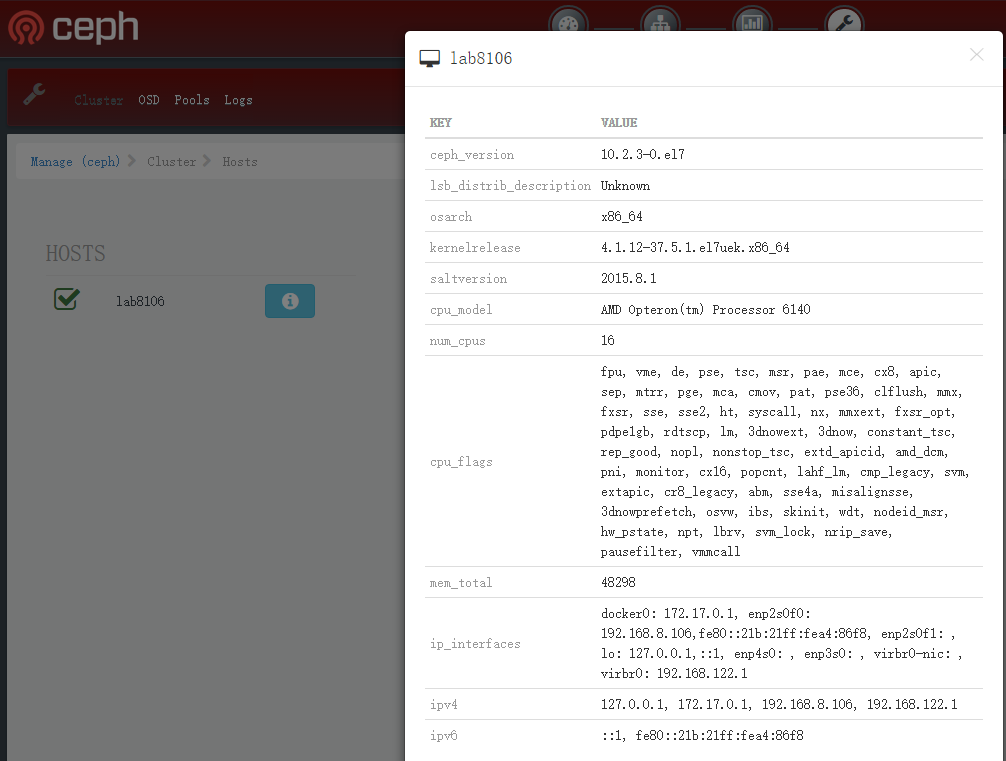 ceph
Cluster OSD Pools Logs
Manage (ceph) Cluster Hosts
HOSTS
lab8106
lab8106
KEY VALUE
ceph_version 10.2.3-0.el7
lsb_distrib_description Unknown
osarch x86_64
kernelrelease 4.1.12-37.5.1.el7uek.x86_64
saltversion 2015.8.1
cpu_model AMD Opteron(tm) Processor 6140
num_cpus 16
cpu_flags
fpu, vme, de, pse, tsc, msr, pae, mce, cx8, apic,
sep, mtrr, pge, mca, cmov, pat, pse36, clflush, mmx,
fxsr, sse, sse2, ht, syscall, nx, mmxext, fxsr_opt,
pdpe1gb, rdtscp, lm, 3dnowext, 3dnow, constant_tsc,
rep_good, nopl, nonstop_tsc, extd_apicid, amd_dcm,
pni, monitor, cx16, popcnt, lahf_lm, cmp_legacy, svm,
extapic, cr8_legacy, abm, sse4a, misalignsse,
3dnowprefetch, osvw, ibs, skinit, wdt, nodeid_msr,
hw_pstate, npt, lbrv, svm_lock, nrip_save,
pausefilter, vmmcall
mem_total 48298
ip_interfaces
docker0: 172.17.0.1, enp2s0f0:
192.168.8.106,fe80::21b:21ff:fea4:86f8, enp2s0f1: ,
lo: 127.0.0.1,::1, enp4s0: , enp3s0: , virbr0-nic: ,
virbr0: 192.168.122.1
ipv4 127.0.0.1, 172.17.0.1, 192.168.8.106, 192.168.122.1
ipv6 ::1, fe80::21b:21ff:fea4:86f8